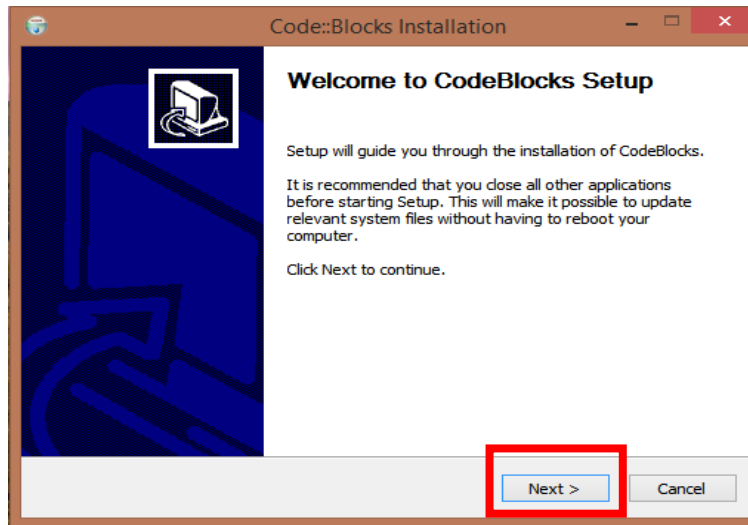 Code::Blocks Installation
Welcome to CodeBlocks Setup
Setup will guide you through the installation of CodeBlocks.
It is recommended that you close all other applications
before starting Setup. This will make it possible to update
relevant system files without having to reboot your
computer.
Click Next to continue.
Next >
Cancel